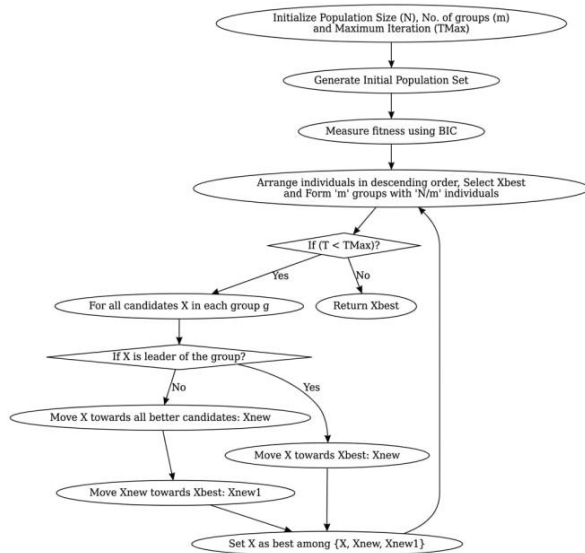 Initialize Population Size (N), No. of groups (m)
and Maximum Iteration (TMax)
Generate Initial Population Set
Measure fitness using BIC
Arrange individuals in descending order, Select Xbest
and Form 'm' groups with 'N/m' individuals
If (T < TMax)?
Yes
No
For all candidates X in each group g
Return Xbest
If X is leader of the group?
No
Yes
Move X towards all better candidates: Xnew
Move X towards Xbest: Xnew
Move Xnew towards Xbest: Xnew1
Set X as best among {X, Xnew, Xnew1}